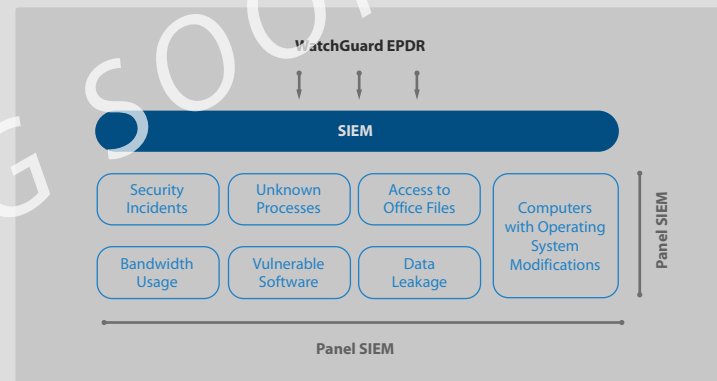 WatchGuard EPDR
SIEM
Security
Incidents
Unknown
Processes
Access to
Office Files
Computers
with Operating
System
Modifications
Bandwidth
Usage
Vulnerable
Software
Data
Leakage
Panel SIEM
Panel SIEM
G SOO